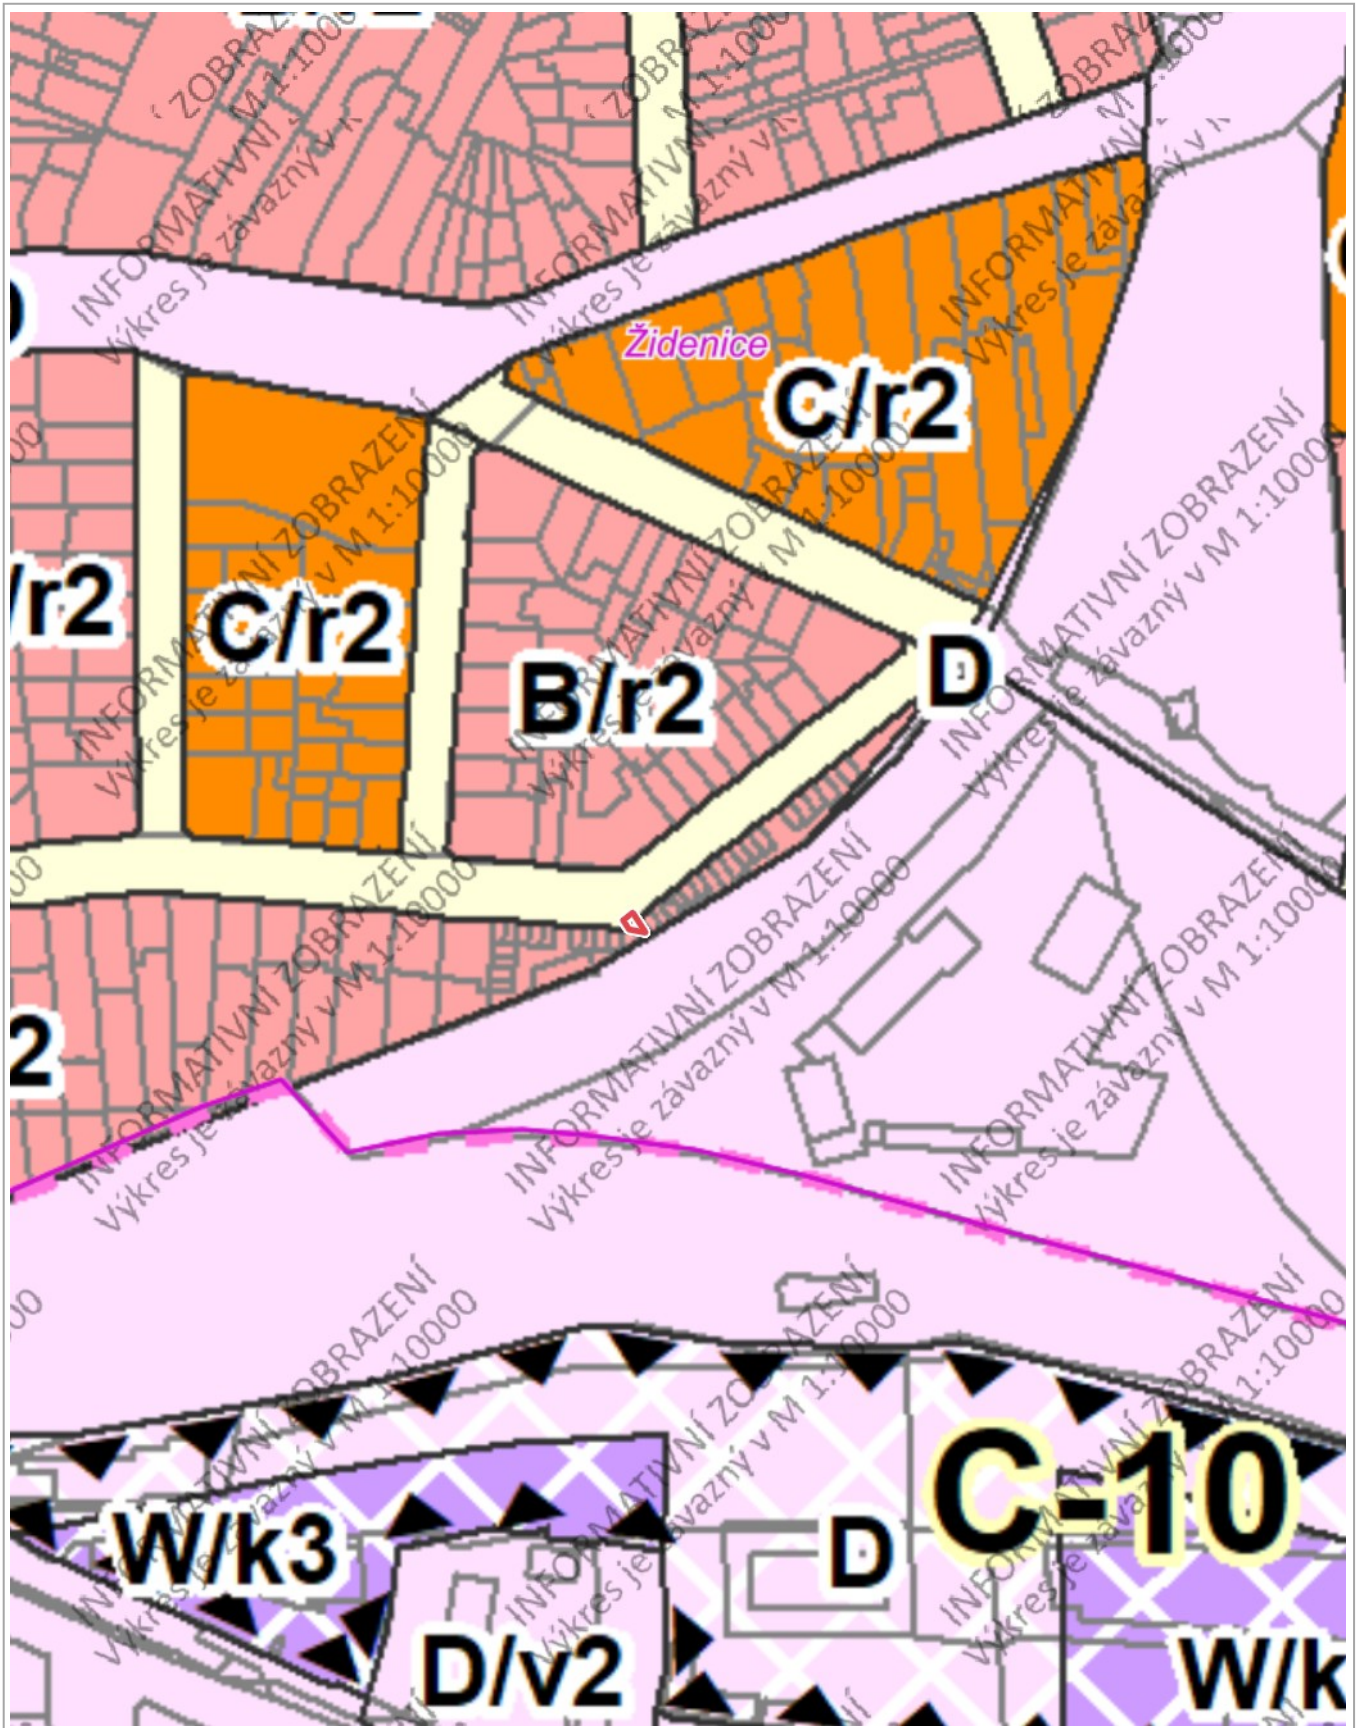 INFORMATIVNÍ ZOBRAZENÍ
Výkres je závazný v M 1:10000
Židenice
C/r2
/r2
C/r2
B/r2
D
2
C-10
W/k3
D
D/v2
W/k